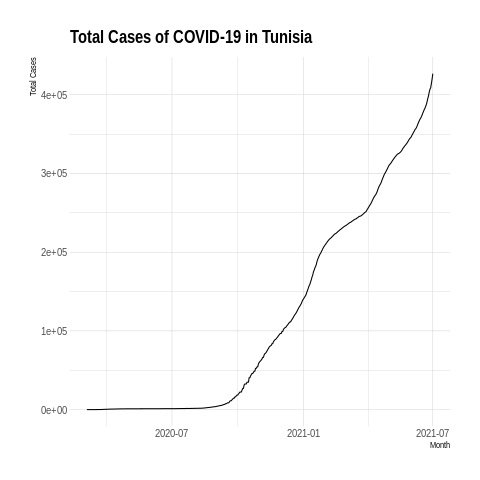 Total Cases of COVID-19 in Tunisia
Total Cases
4e+05
3e+05
2e+05
1e+05
0e+00
2020-07
2021-01
2021-07
Month